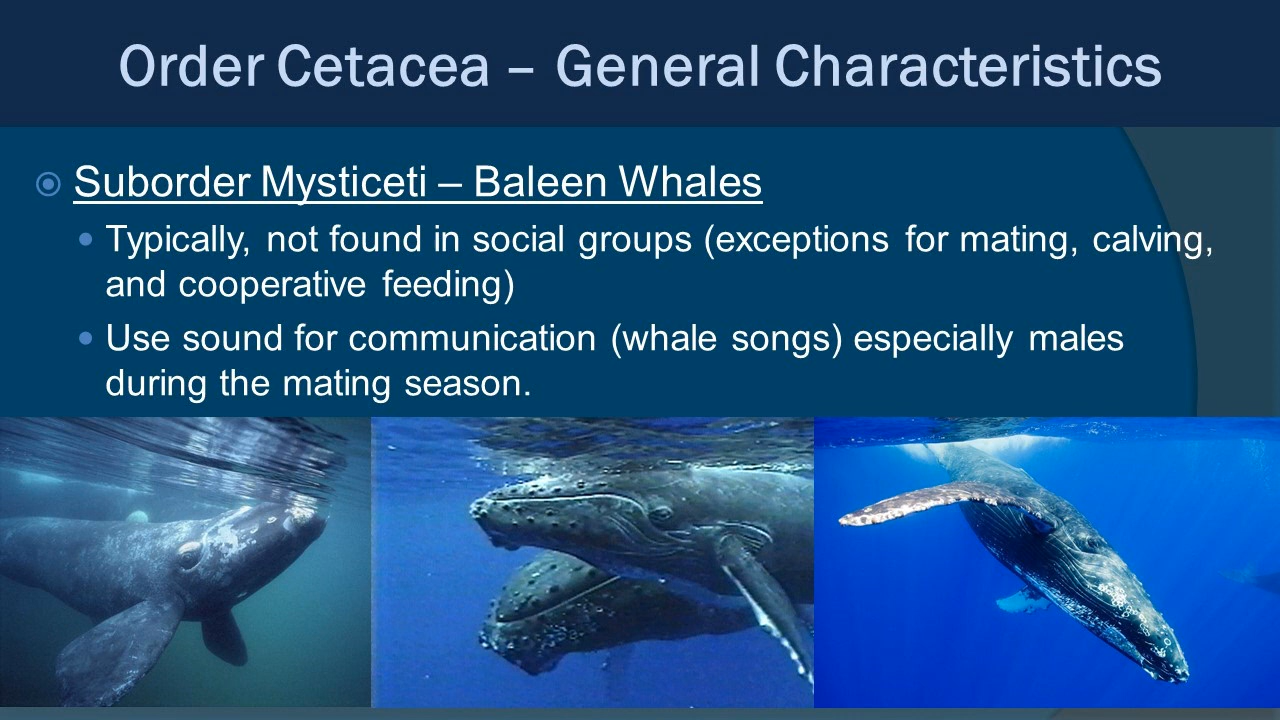 Order Cetacea – General Characteristics
Suborder Mysticeti – Baleen Whales
Typically, not found in social groups (exceptions for mating, calving,
and cooperative feeding)
Use sound for communication (whale songs) especially males
during the mating season.